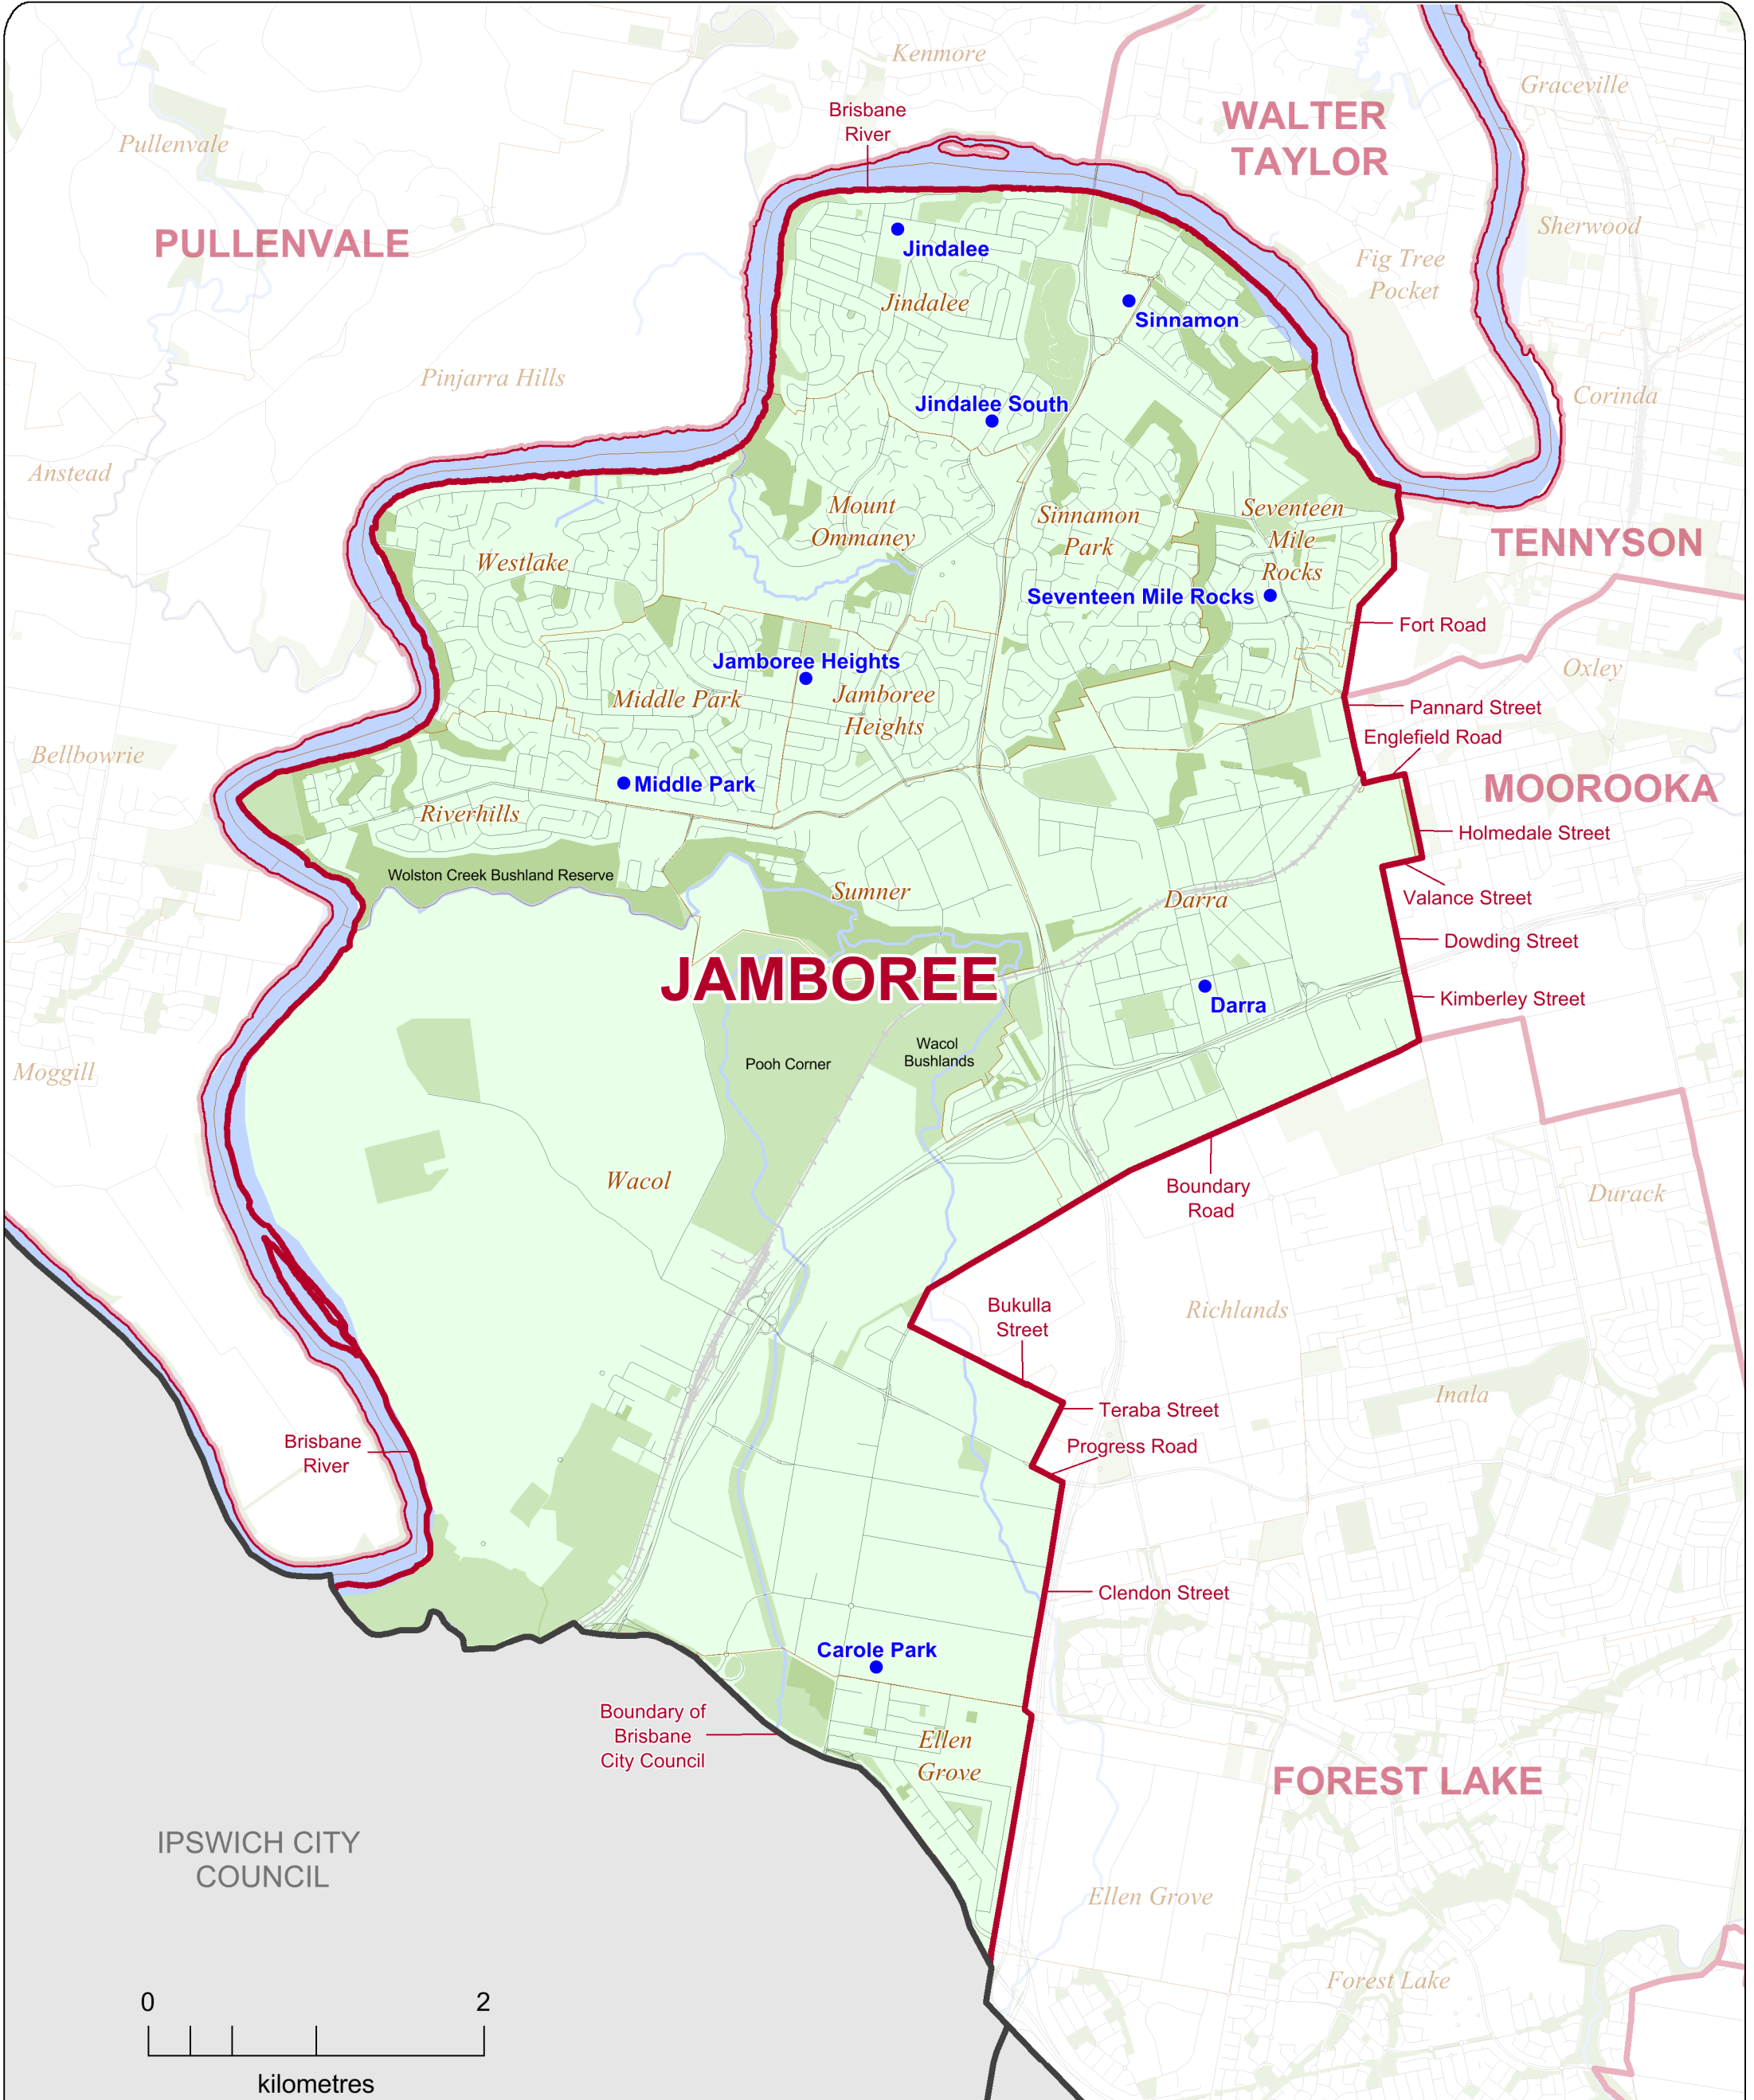 Kenmore
Graceville
Brisbane
River
WALTER
TAYLOR
Pullenvale
Sherwood
PULLENVALE
Jindalee
Fig Tree
Pocket
Jindalee
Sinnamon
Pinjarra Hills
Corinda
Jindalee South
Anstead
Mount
Ommaney
Sinnamon
Park
Seventeen
Mile
Rocks
TENNYSON
Westlake
Seventeen Mile Rocks
Fort Road
Jamboree Heights
Oxley
Middle Park
Jamboree
Heights
Pannard Street
Englefield Road
Bellbowrie
Middle Park
MOOROOKA
Riverhills
Holmedale Street
Wolston Creek Bushland Reserve
Sumner
Darra
Valance Street
Dowding Street
JAMBOREE
Darra
Kimberley Street
Wacol
Bushlands
Pooh Corner
Moggill
Wacol
Boundary
Road
Durack
Bukulla
Street
Richlands
Inala
Teraba Street
Brisbane
River
Progress Road
Clendon Street
Carole Park
Boundary of
Brisbane
City Council
Ellen
Grove
FOREST LAKE
IPSWICH CITY
COUNCIL
Ellen Grove
Forest Lake
0 2
kilometres